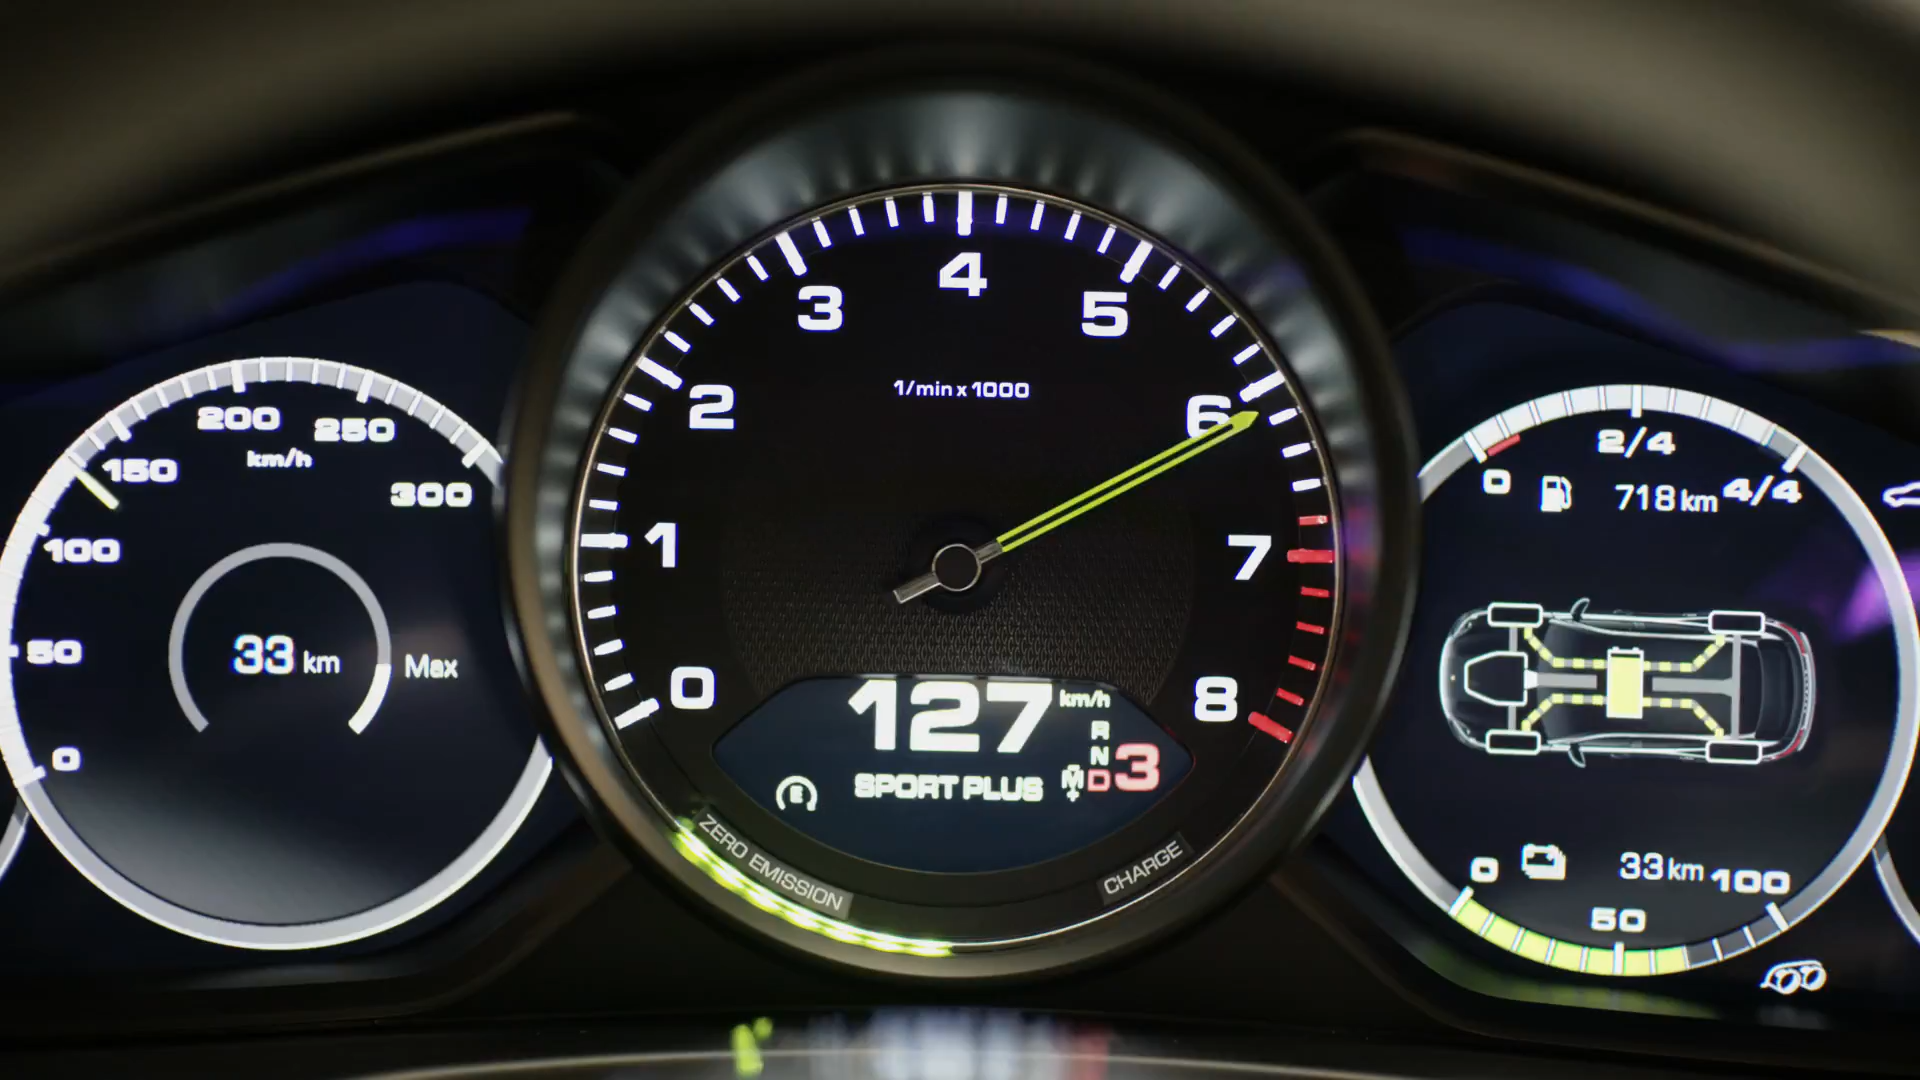 0
50
100
150
200
250
300
km/h
33 km
Max
0
1
2
3
4
5
6
7
8
1/min x 1000
127 km/h
R
N
D
M
+
3
E
SPORT PLUS
ZERO EMISSION
CHARGE
0
2/4
4/4
718 km
0
50
100
33 km